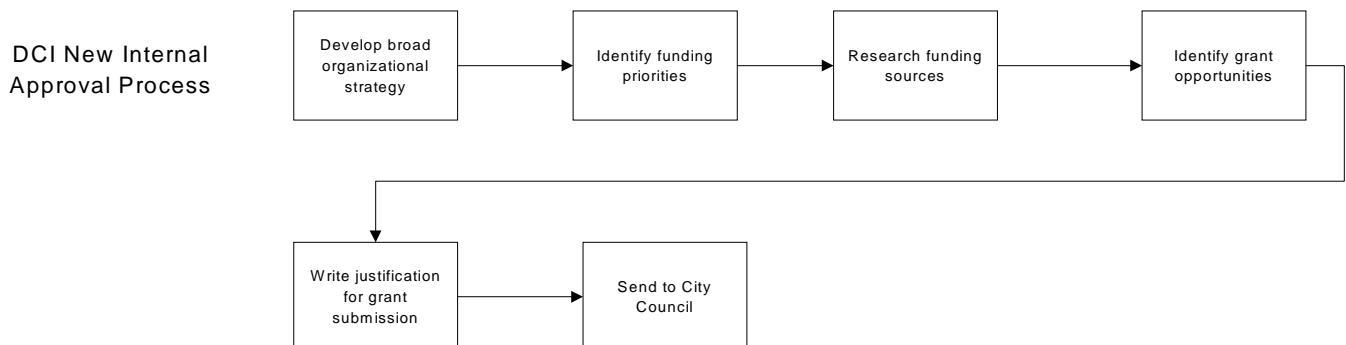 DCI New Internal
Approval Process
Develop broad
organizational
strategy
Identify funding
priorities
Research funding
sources
Identify grant
opportunities
Write justification
for grant
submission
Send to City
Council